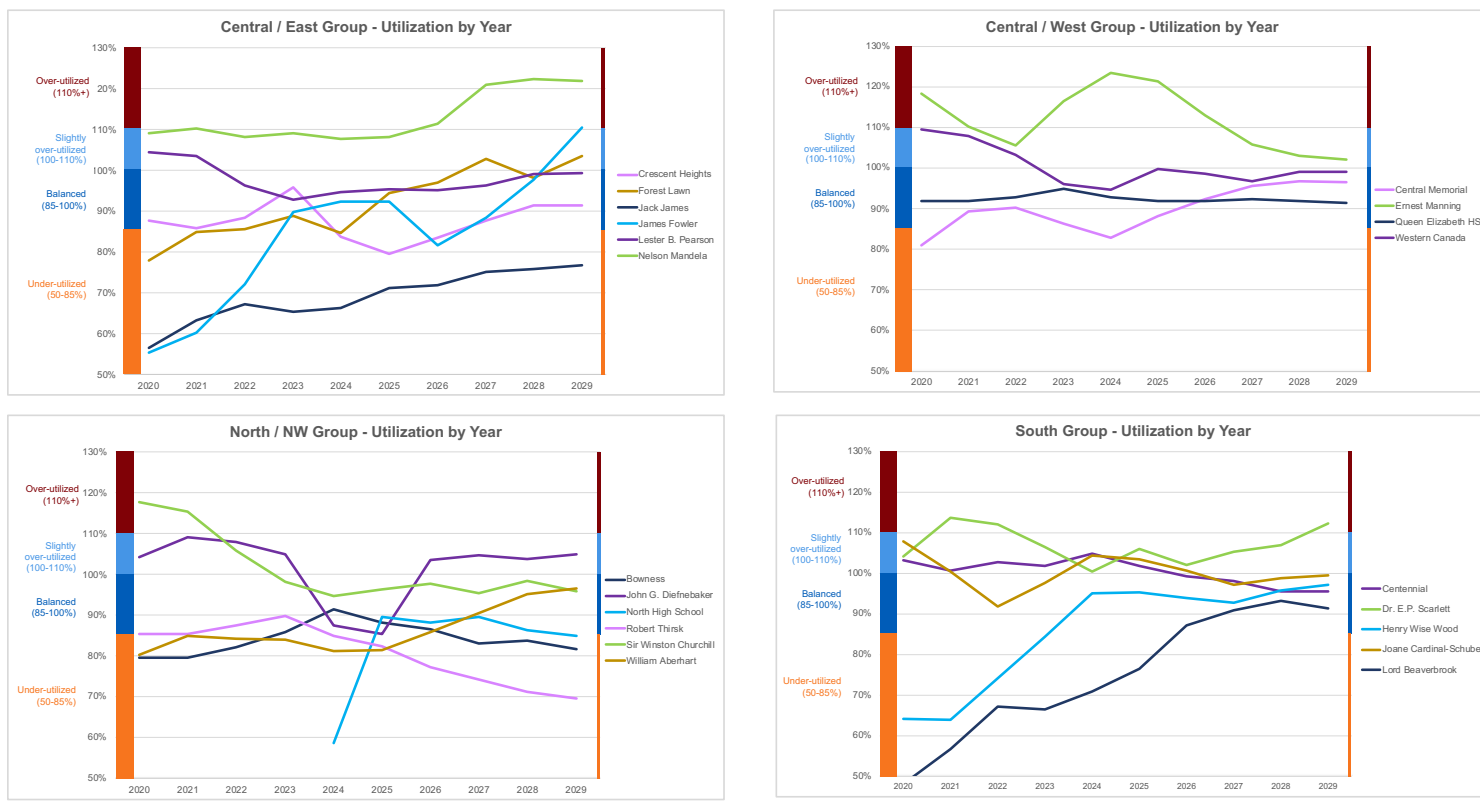 Central / East Group - Utilization by Year
130%
Over-utilized
(110%+)
20%
110%
Slightly
over-utilized
(100-110%)
100%
Balanced
(85-100%)
90%
80%
Under-utilized
(50-85%)
70%
60%
50%
2020 2021 2022 2023 2024 2025 2026 2027 2028 2029
Crescent Heights
Forest Lawn
Jack James
James Fowler
Lester B. Pearson
Nelson Mandela
Central / West Group - Utilization by Year
130%
Over-utilized
(110%+)
120%
110%
Slightly
over-utilized
(100-110%)
100%
Balanced
(85-100%)
90%
80%
Under-utilized
(50-85%)
70%
60%
50%
2020 2021 2022 2023 2024 2025 2026 2027 2028 2029
Central Memorial
Ernest Manning
Queen Elizabeth HS
Western Canada
North / NW Group - Utilization by Year
130%
Over-utilized
(110%+)
120%
110%
Slightly
over-utilized
(100-110%)
100%
Balanced
(85-100%)
90%
80%
Under-utilized
(50-85%)
70%
60%
50%
2020 2021 2022 2023 2024 2025 2026 2027 2028 2029
Bowness
John G. Diefnebaker
North High School
Robert Thirsk
Sir Winston Churchill
William Aberhart
South Group - Utilization by Year
130%
Over-utilized
(110%+)
120%
110%
Slightly
over-utilized
(100-110%)
100%
Balanced
(85-100%)
90%
80%
Under-utilized
(50-85%)
70%
60%
50%
2020 2021 2022 2023 2024 2025 2026 2027 2028 2029
Centennial
Dr. E.P. Scarlett
Henry Wise Wood
Joane Cardinal-Schube
Lord Beaverbrook